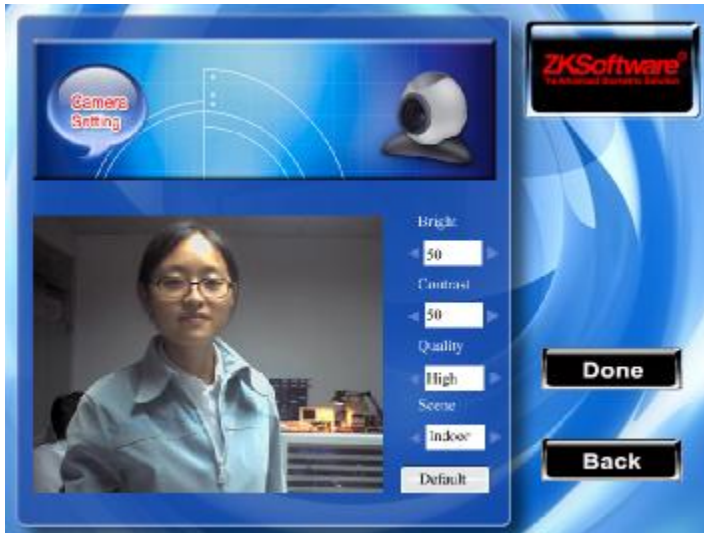 Camera
Setting
ZKSoftware®
Bright
50
Contrast
50
Quality
High
Scene
Indoor
Default
Done
Back